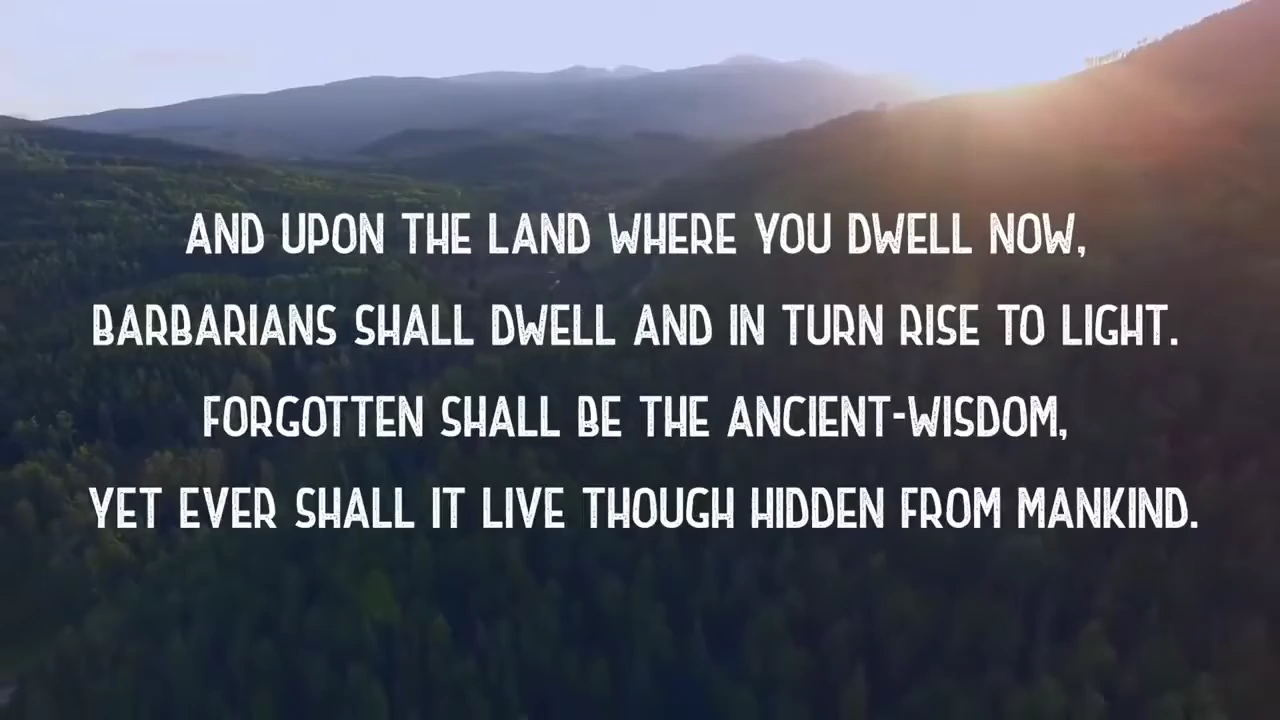 AND UPON THE LAND WHERE YOU DWELL NOW,
BARBARIANS SHALL DWELL AND IN TURN RISE TO LIGHT.
FORGOTTEN SHALL BE THE ANCIENT-WISDOM,
YET EVER SHALL IT LIVE THOUGH HIDDEN FROM MANKIND.